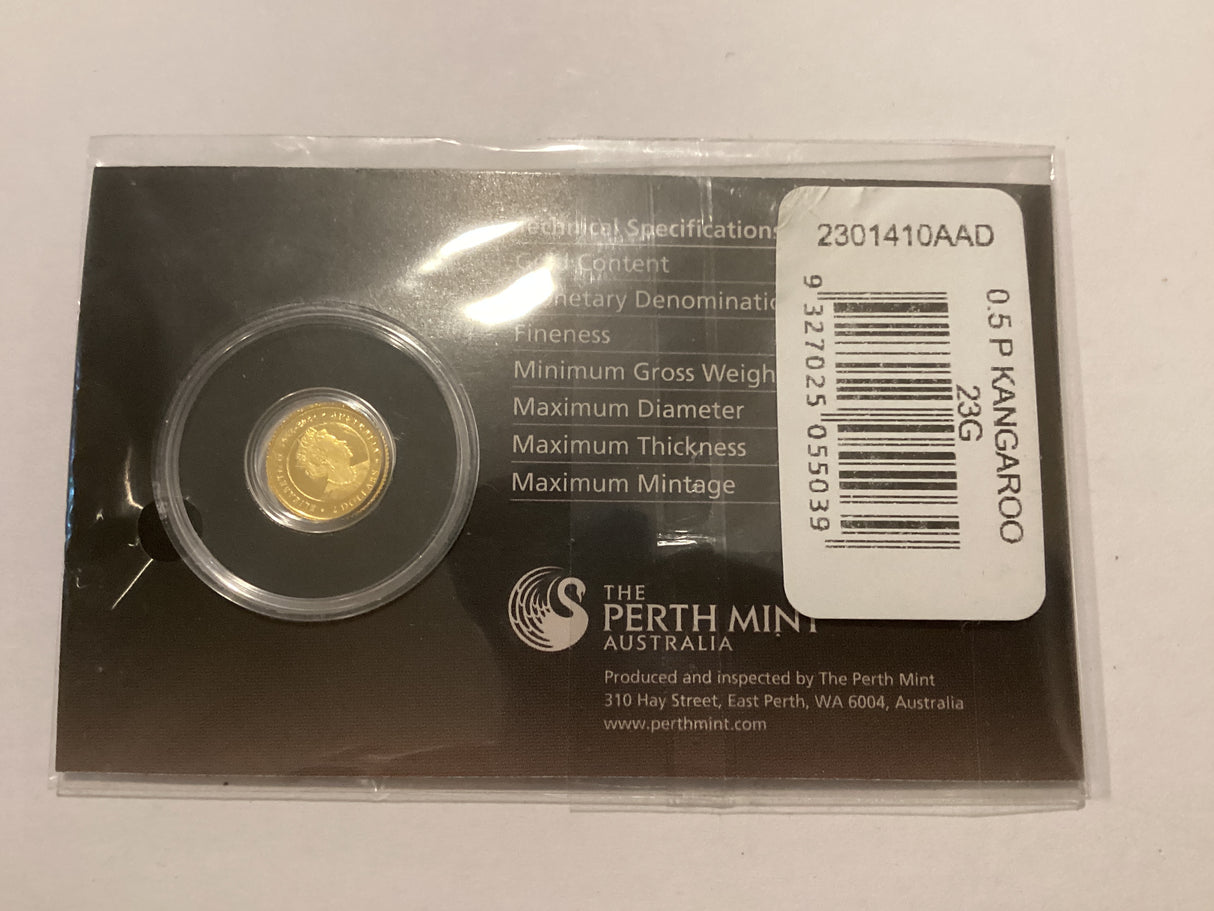 Technical Specifications
Gold Content
Monetary Denominatio
Fineness
Minimum Gross Weigh
Maximum Diameter
Maximum Thickness
Maximum Mintage
THE
PERTH MINT
AUSTRALIA
Produced and inspected by The Perth Mint
310 Hay Street, East Perth, WA 6004, Australia
www.perthmint.com
2301410AAD
9 327025 055039
0.5 P KANGAROO
23G